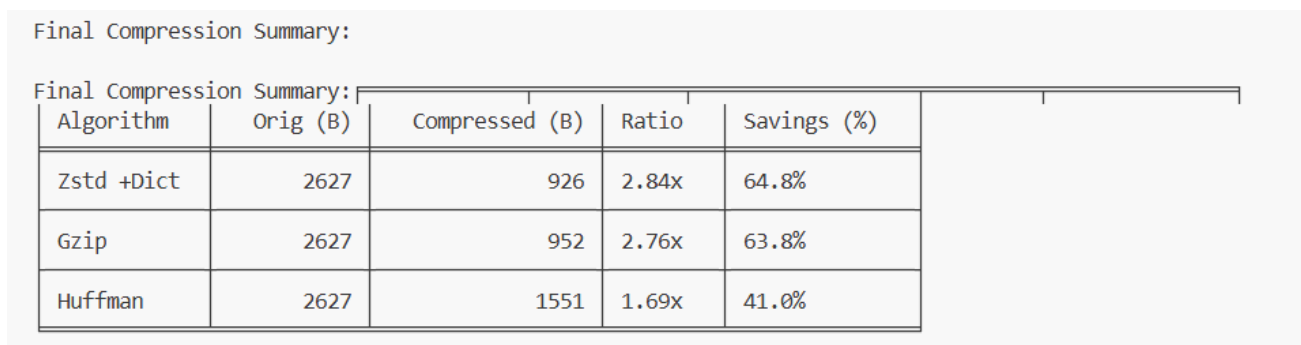 Final Compression Summary:
Final Compression Summary:
Algorithm Orig (B) Compressed (B) Ratio Savings (%)
Zstd +Dict 2627 926 2.84x 64.8%
Gzip 2627 952 2.76x 63.8%
Huffman 2627 1551 1.69x 41.0%